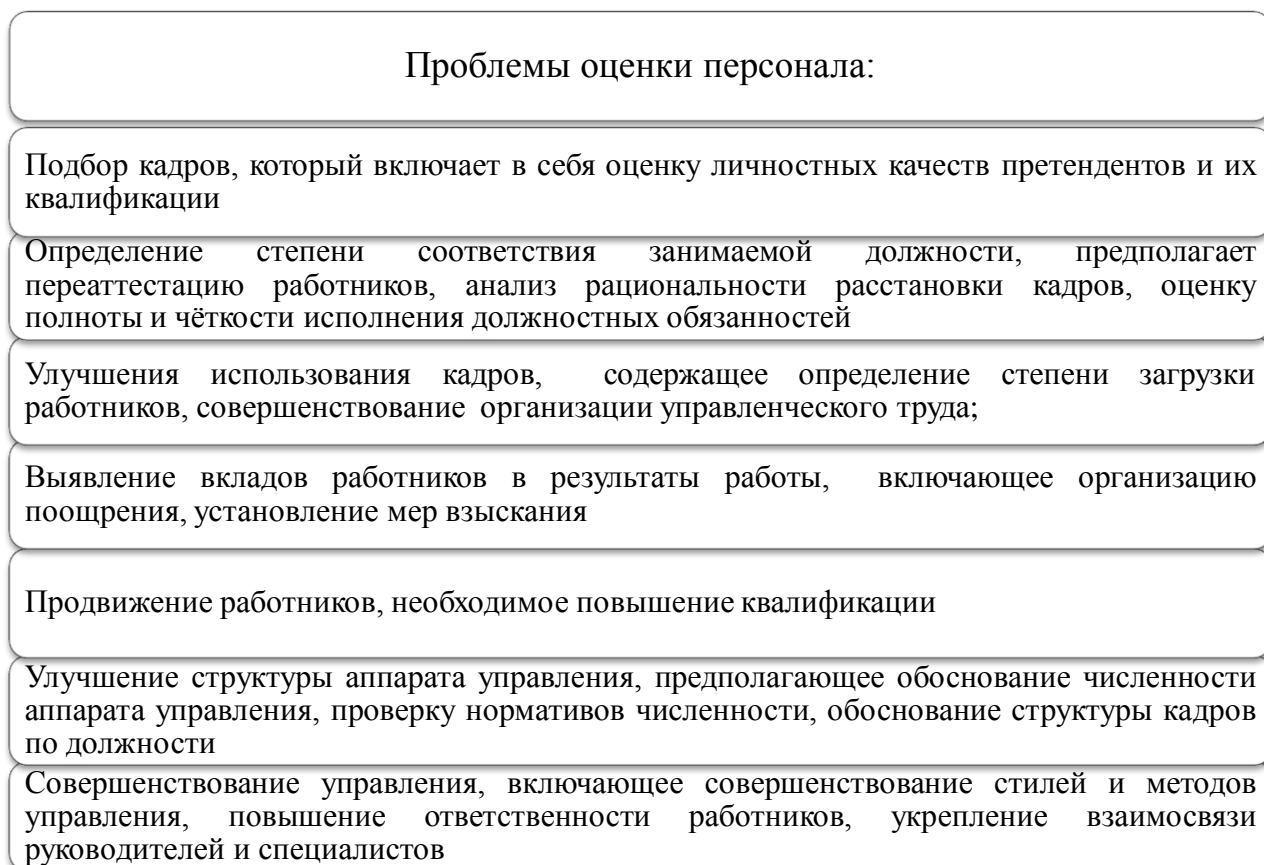 Проблемы оценки персонала:
Подбор кадров, который включает в себя оценку личностных качеств претендентов и их
квалификации
Определение степени соответствия занимаемой должности, предполагает
переаттестацию работников, анализ рациональности расстановки кадров, оценку
полноты и чёткости исполнения должностных обязанностей
Улучшения использования кадров, содержащее определение степени загрузки
работников, совершенствование организации управленческого труда;
Выявление вкладов работников в результаты работы, включающее организацию
поощрения, установление мер взыскания
Продвижение работников, необходимое повышение квалификации
Улучшение структуры аппарата управления, предполагающее обоснование численности
аппарата управления, проверку нормативов численности, обоснование структуры кадров
по должности
Совершенствование управления, включающее совершенствование стилей и методов
управления, повышение ответственности работников, укрепление взаимосвязи
руководителей и специалистов